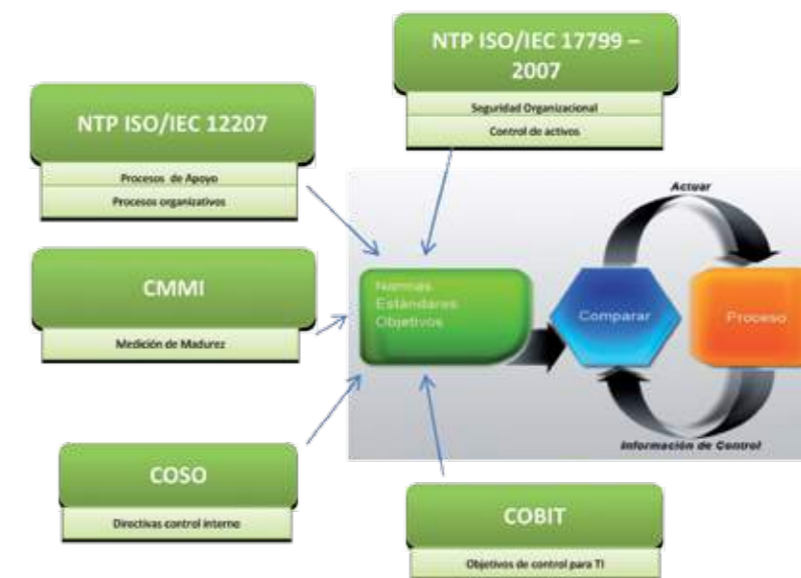 NTP ISO/IEC 17799 –
2007
Seguridad Organizacional
Control de activos
NTP ISO/IEC 12207
Procesos de Apoyo
Procesos organizativos
CMMI
Medición de Madurez
COSO
Directivas control interno
COBIT
Objetivos de control para TI
Normas
Estándares
Objetivos
Comparar
Proceso
Actuar
Información de Control